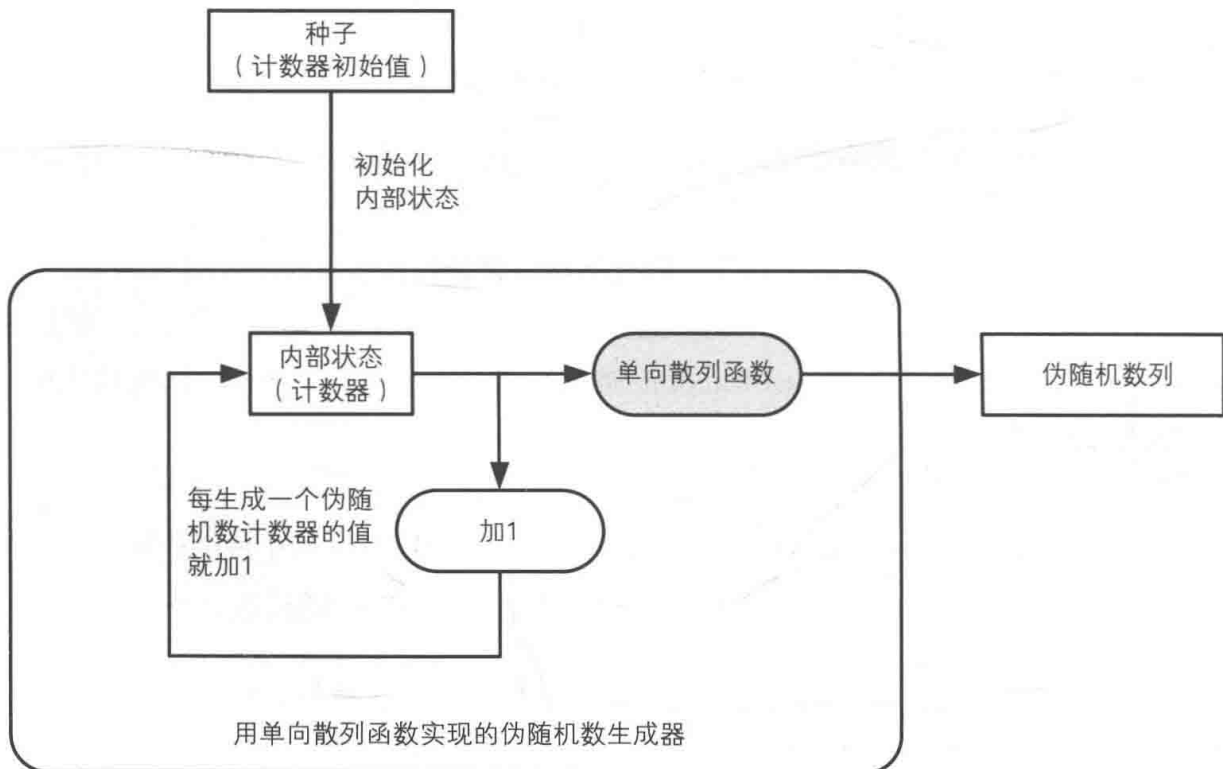 种子
（计数器初始值）
初始化
内部状态
内部状态
（计数器）
单向散列函数
伪随机数列
每生成一个伪随
机数计数器的值
就加1
加1
用单向散列函数实现的伪随机数生成器